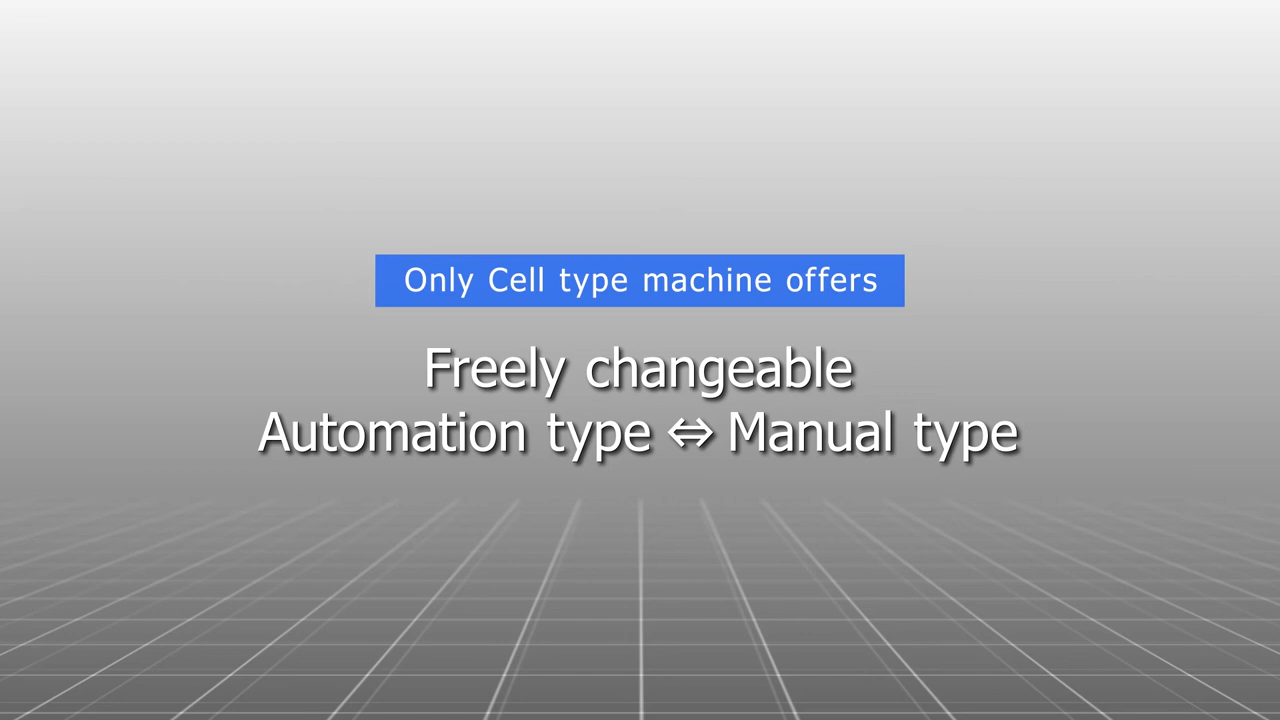 Only Cell type machine offers
Freely changeable
Automation type ⇔ Manual type